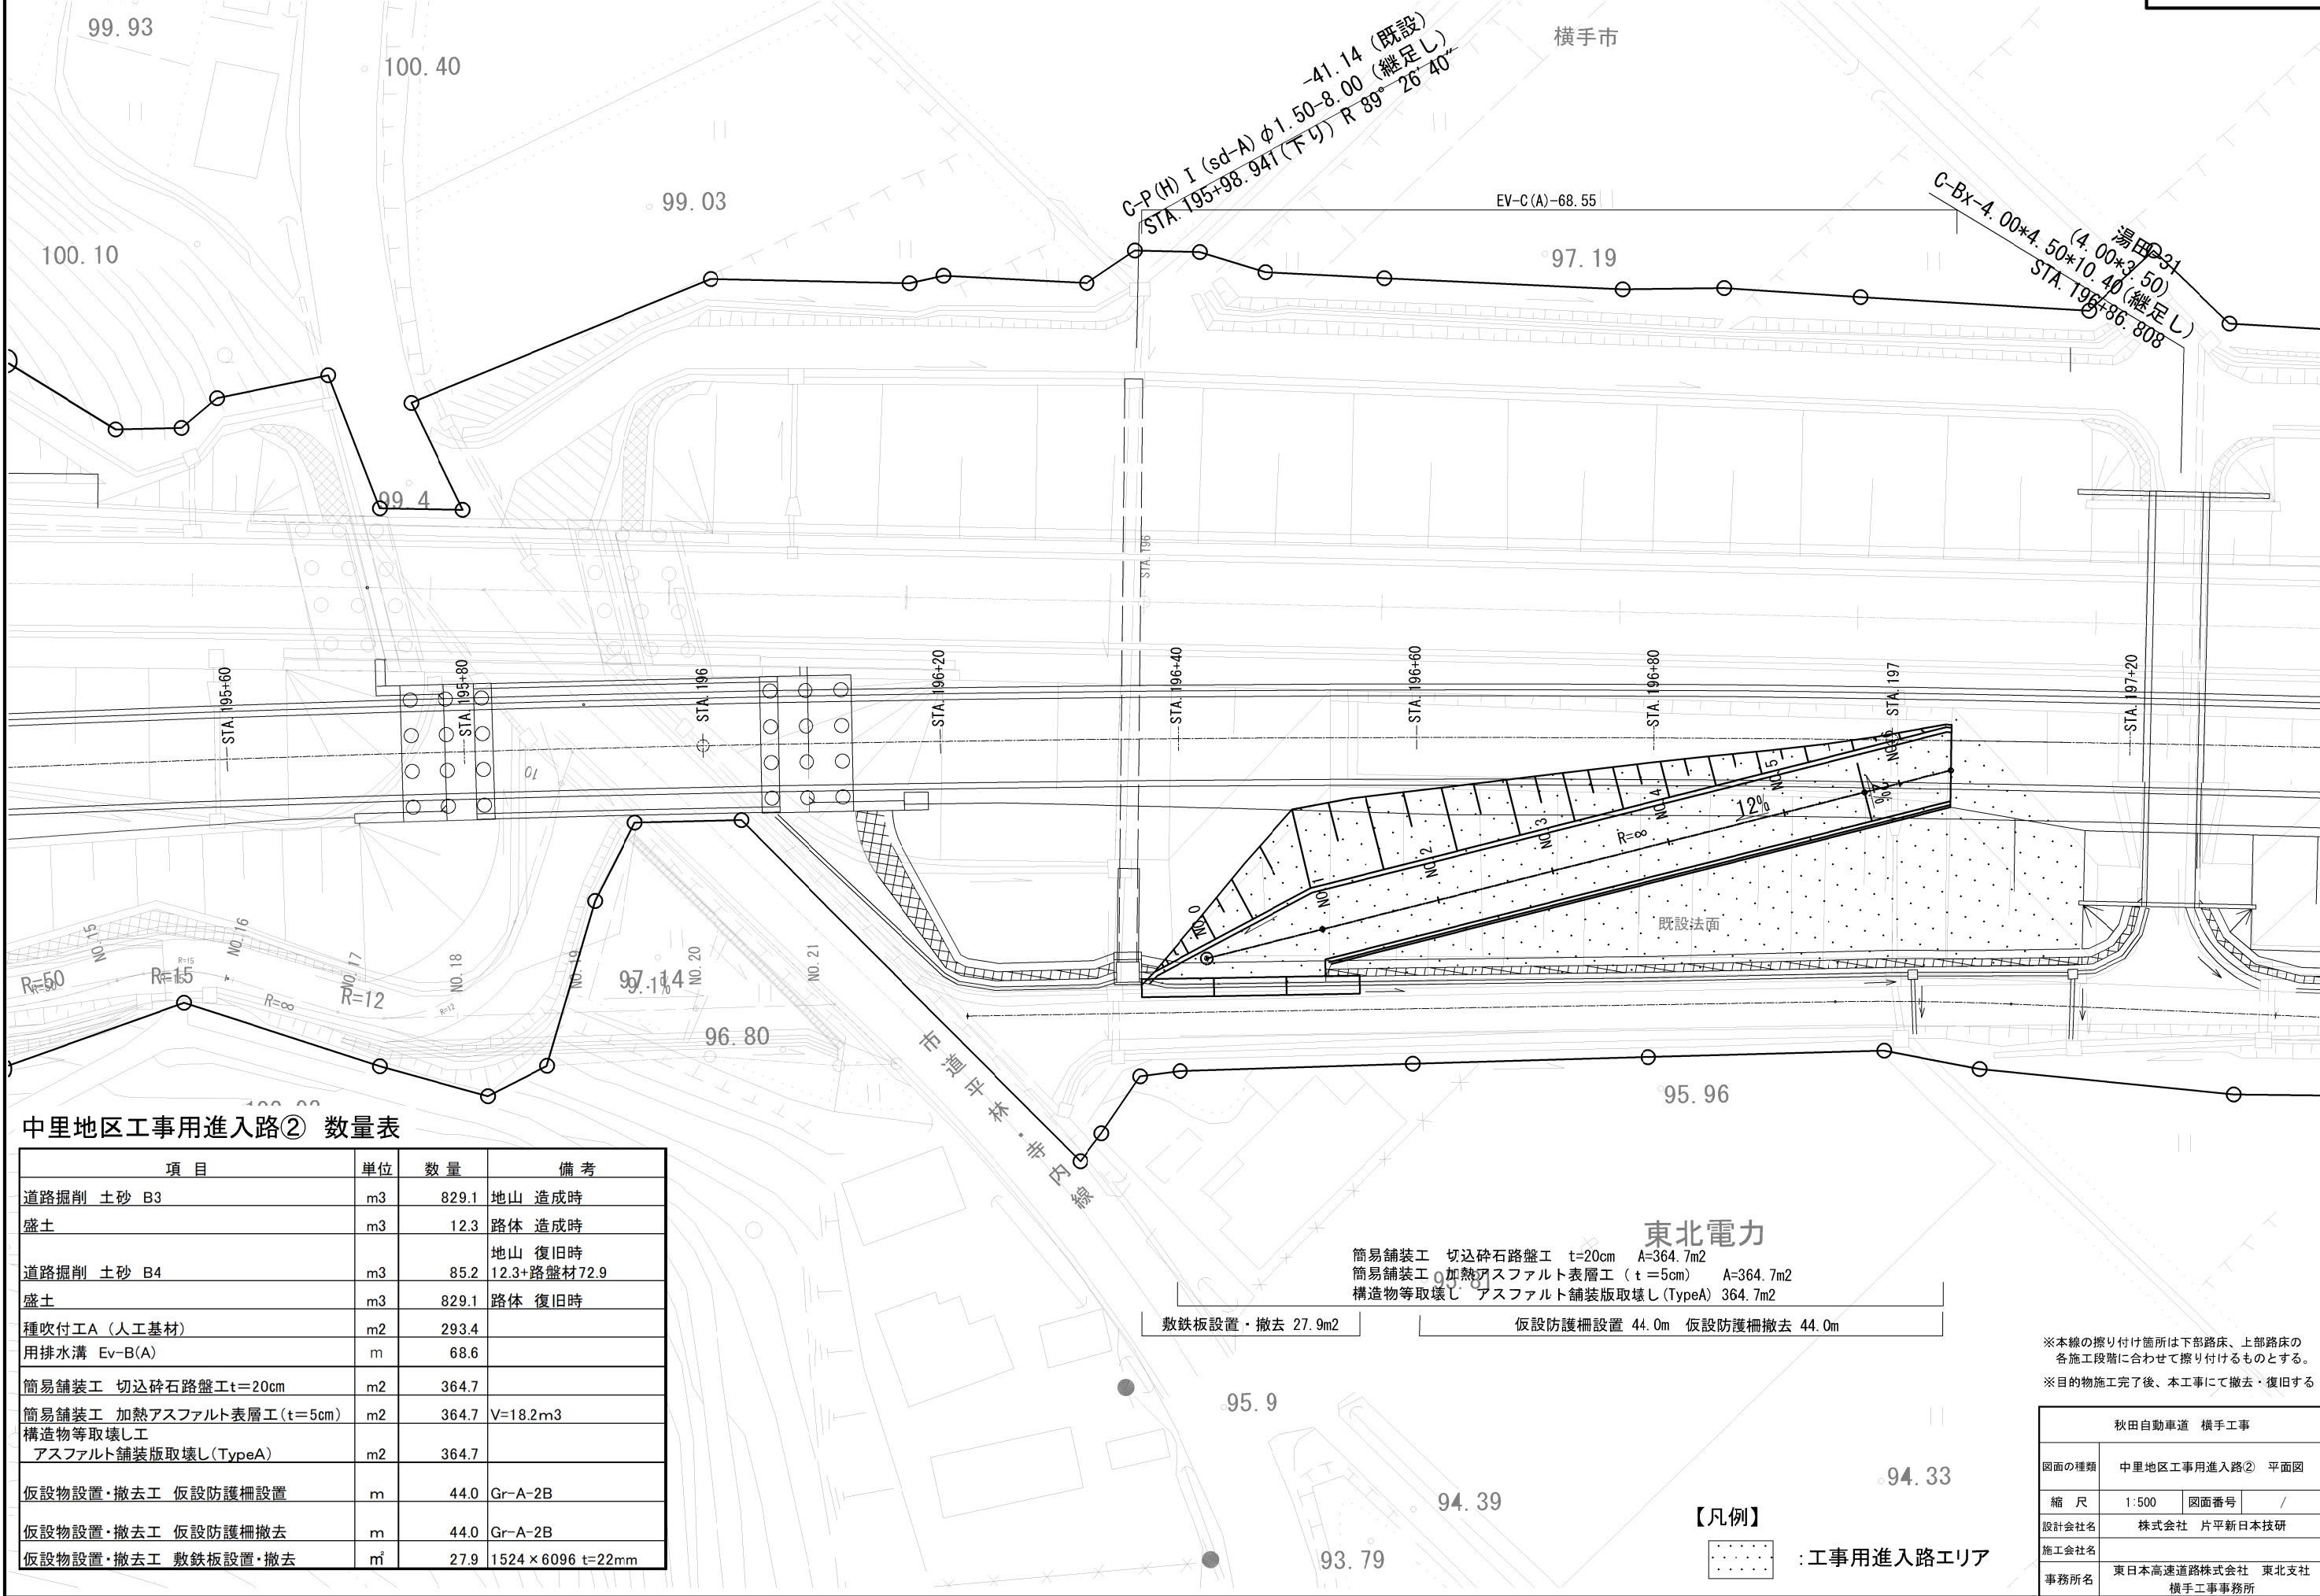 99.93
100.40
横手市
-41.14 (既設)
C-P(H) I (sd-A) φ1.50-8.00 (継足し)
STA.195+98.941(下り) R 89° 26′ 40″
99.03
EV-C(A)-68.55
100.10
97.19
湯田-31
(4.00*3.50)
C-Bx-4.00*4.50*10.40(継足し)
STA.196+86.808
99.4
STA.196
STA.195+60
STA.195+80
STA.196
STA.196+20
STA.196+40
STA.196+60
STA.196+80
STA.197
STA.197+20
10
NO.0
NO.1
NO.2
NO.3
NO.4
NO.5
NO.6
R=∞
12%
既設法面
NO.15
NO.16
NO.17
NO.18
NO.19
NO.20
NO.21
R=50
R=15
R=15
R=∞
R=12
R=12
97.14
96.80
市道平林・寺内線
95.96
東北電力
95.81
簡易舗装工 切込砕石路盤工 t=20cm A=364.7m2
簡易舗装工 加熱アスファルト表層工 (t=5cm) A=364.7m2
構造物等取壊し アスファルト舗装版取壊し(TypeA) 364.7m2
敷鉄板設置・撤去 27.9m2
仮設防護柵設置 44.0m 仮設防護柵撤去 44.0m
中里地区工事用進入路② 数量表
項 目 単位 数 量 備 考
道路掘削 土砂 B3 m3 829.1 地山 造成時
盛土 m3 12.3 路体 造成時
地山 復旧時
道路掘削 土砂 B4 m3 85.2 12.3+路盤材72.9
盛土 m3 829.1 路体 復旧時
種吹付工A (人工基材) m2 293.4
用排水溝 Ev-B(A) m 68.6
簡易舗装工 切込砕石路盤工t=20cm m2 364.7
簡易舗装工 加熱アスファルト表層工(t=5cm) m2 364.7 V=18.2m3
構造物等取壊し工
アスファルト舗装版取壊し(TypeA) m2 364.7
仮設物設置・撤去工 仮設防護柵設置 m 44.0 Gr-A-2B
仮設物設置・撤去工 仮設防護柵撤去 m 44.0 Gr-A-2B
仮設物設置・撤去工 敷鉄板設置・撤去 ㎡ 27.9 1524×6096 t=22mm
95.9
94.39
93.79
94.33
【凡例】
:工事用進入路エリア
※本線の擦り付け箇所は下部路床、上部路床の
各施工段階に合わせて擦り付けるものとする。
※目的物施工完了後、本工事にて撤去・復旧する
秋田自動車道 横手工事
図面の種類 中里地区工事用進入路② 平面図
縮 尺 1:500 図面番号 /
設計会社名 株式会社 片平新日本技研
施工会社名
事務所名 東日本高速道路株式会社 東北支社
横手工事事務所